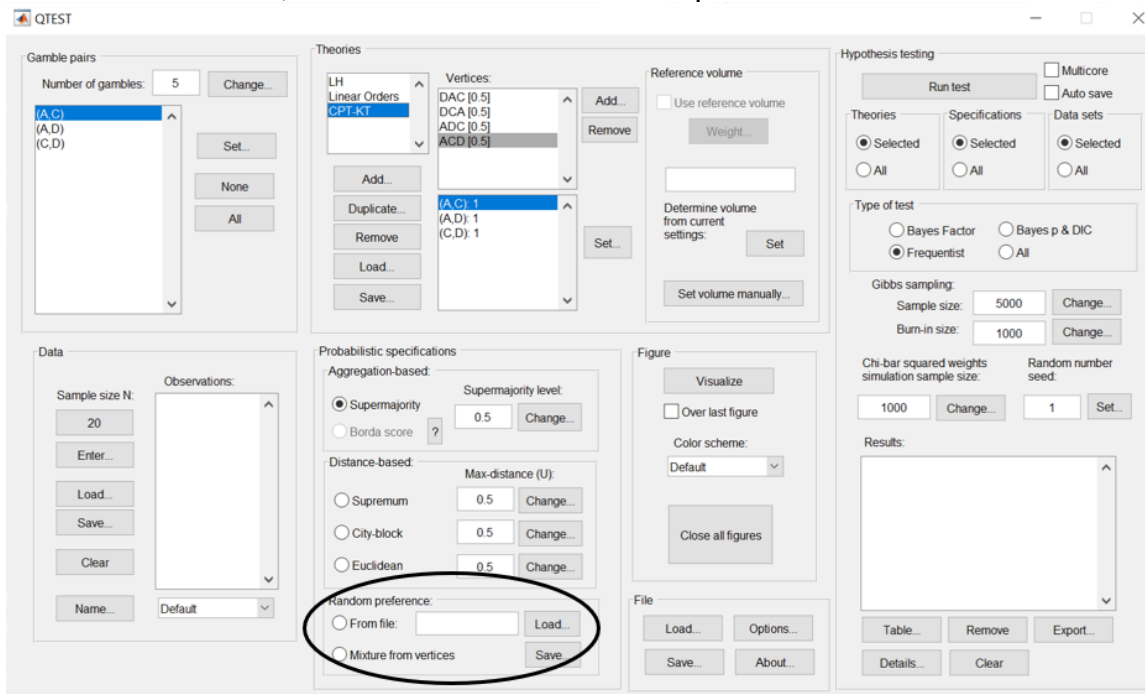 QTEST
Gamble pairs
Number of gambles: 5 Change...
(A,C)
(A,D)
(C,D)
Set...
None
All
Theories
LH
Linear Orders
CPT-KT
Add...
Duplicate...
Remove
Load...
Save...
Vertices:
DAC [0.5]
DCA [0.5]
ADC [0.5]
ACD [0.5]
Add...
Remove
(A,C): 1
(A,D): 1
(C,D): 1
Set...
Reference volume
Use reference volume
Weight...
Determine volume
from current
settings:
Set
Set volume manually...
Hypothesis testing
Run test
Multicore
Auto save
Theories
Selected
All
Specifications
Selected
All
Data sets
Selected
All
Type of test
Bayes Factor Bayes p & DIC
Frequentist All
Gibbs sampling:
Sample size: 5000 Change...
Burn-in size: 1000 Change...
Chi-bar squared weights
simulation sample size:
1000 Change...
Random number
seed:
1 Set...
Results:
Table... Remove Export...
Details... Clear
Data
Sample size N:
20
Enter...
Load...
Save...
Clear
Name... Default
Observations:
Probabilistic specifications
Aggregation-based:
Supermajority
Borda score ?
Supermajority level:
0.5 Change...
Distance-based:
Max-distance (U):
Supremum 0.5 Change...
City-block 0.5 Change...
Euclidean 0.5 Change...
Random preference:
From file: Load...
Mixture from vertices Save
Figure
Visualize
Over last figure
Color scheme:
Default
Close all figures
File
Load... Options...
Save... About...